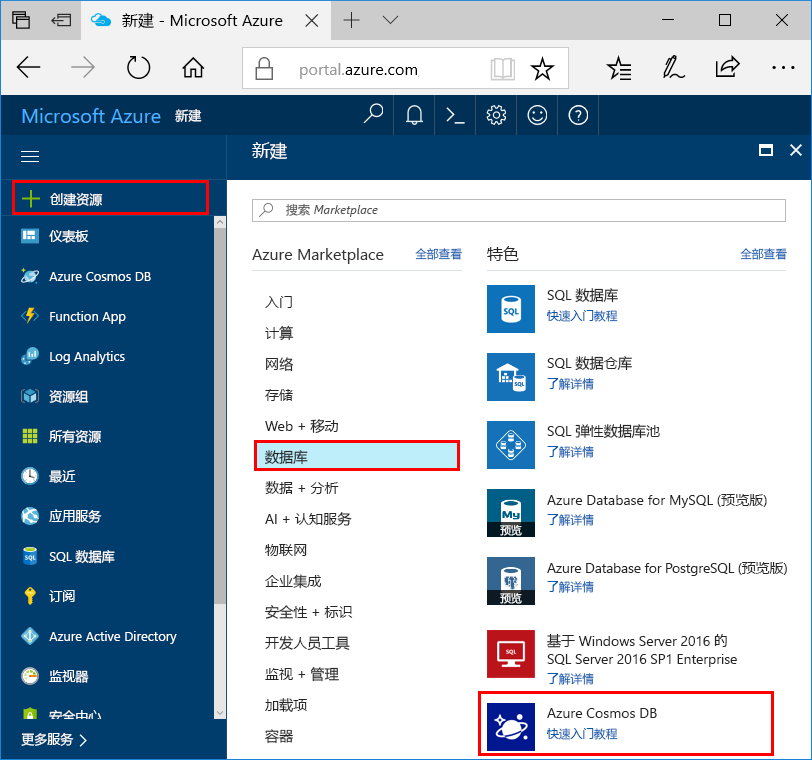 新建 - Microsoft Azure
portal.azure.com
Microsoft Azure 新建
新建
创建资源
仪表板
Azure Cosmos DB
Function App
Log Analytics
资源组
所有资源
最近
应用服务
SQL 数据库
订阅
Azure Active Directory
监视器
安全中心
更多服务
搜索 Marketplace
Azure Marketplace 全部查看
入门
计算
网络
存储
Web + 移动
数据库
数据 + 分析
AI + 认知服务
物联网
企业集成
安全性 + 标识
开发人员工具
监视 + 管理
加载项
容器
特色 全部查看
SQL
SQL 数据库
快速入门教程
SQL
SQL 数据仓库
了解详情
SQL 弹性数据库池
了解详情
My
预览
Azure Database for MySQL (预览版)
了解详情
预览
Azure Database for PostgreSQL (预览版)
了解详情
SQL
基于 Windows Server 2016 的
SQL Server 2016 SP1 Enterprise
了解详情
Azure Cosmos DB
快速入门教程